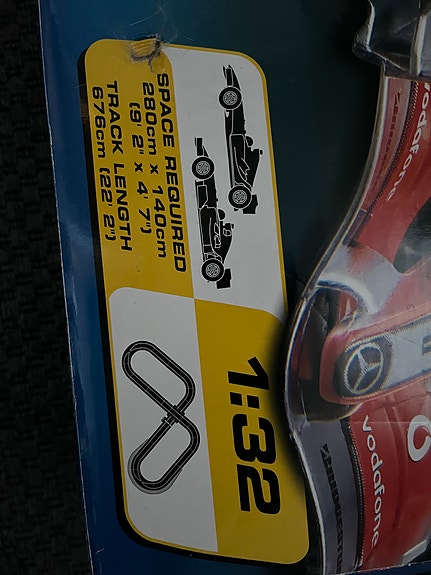 SPACE REQUIRED
280cm x 140cm
(9' 2" x 4' 7")
TRACK LENGTH
676cm (22' 2")
1:32
vodafone
vodafone